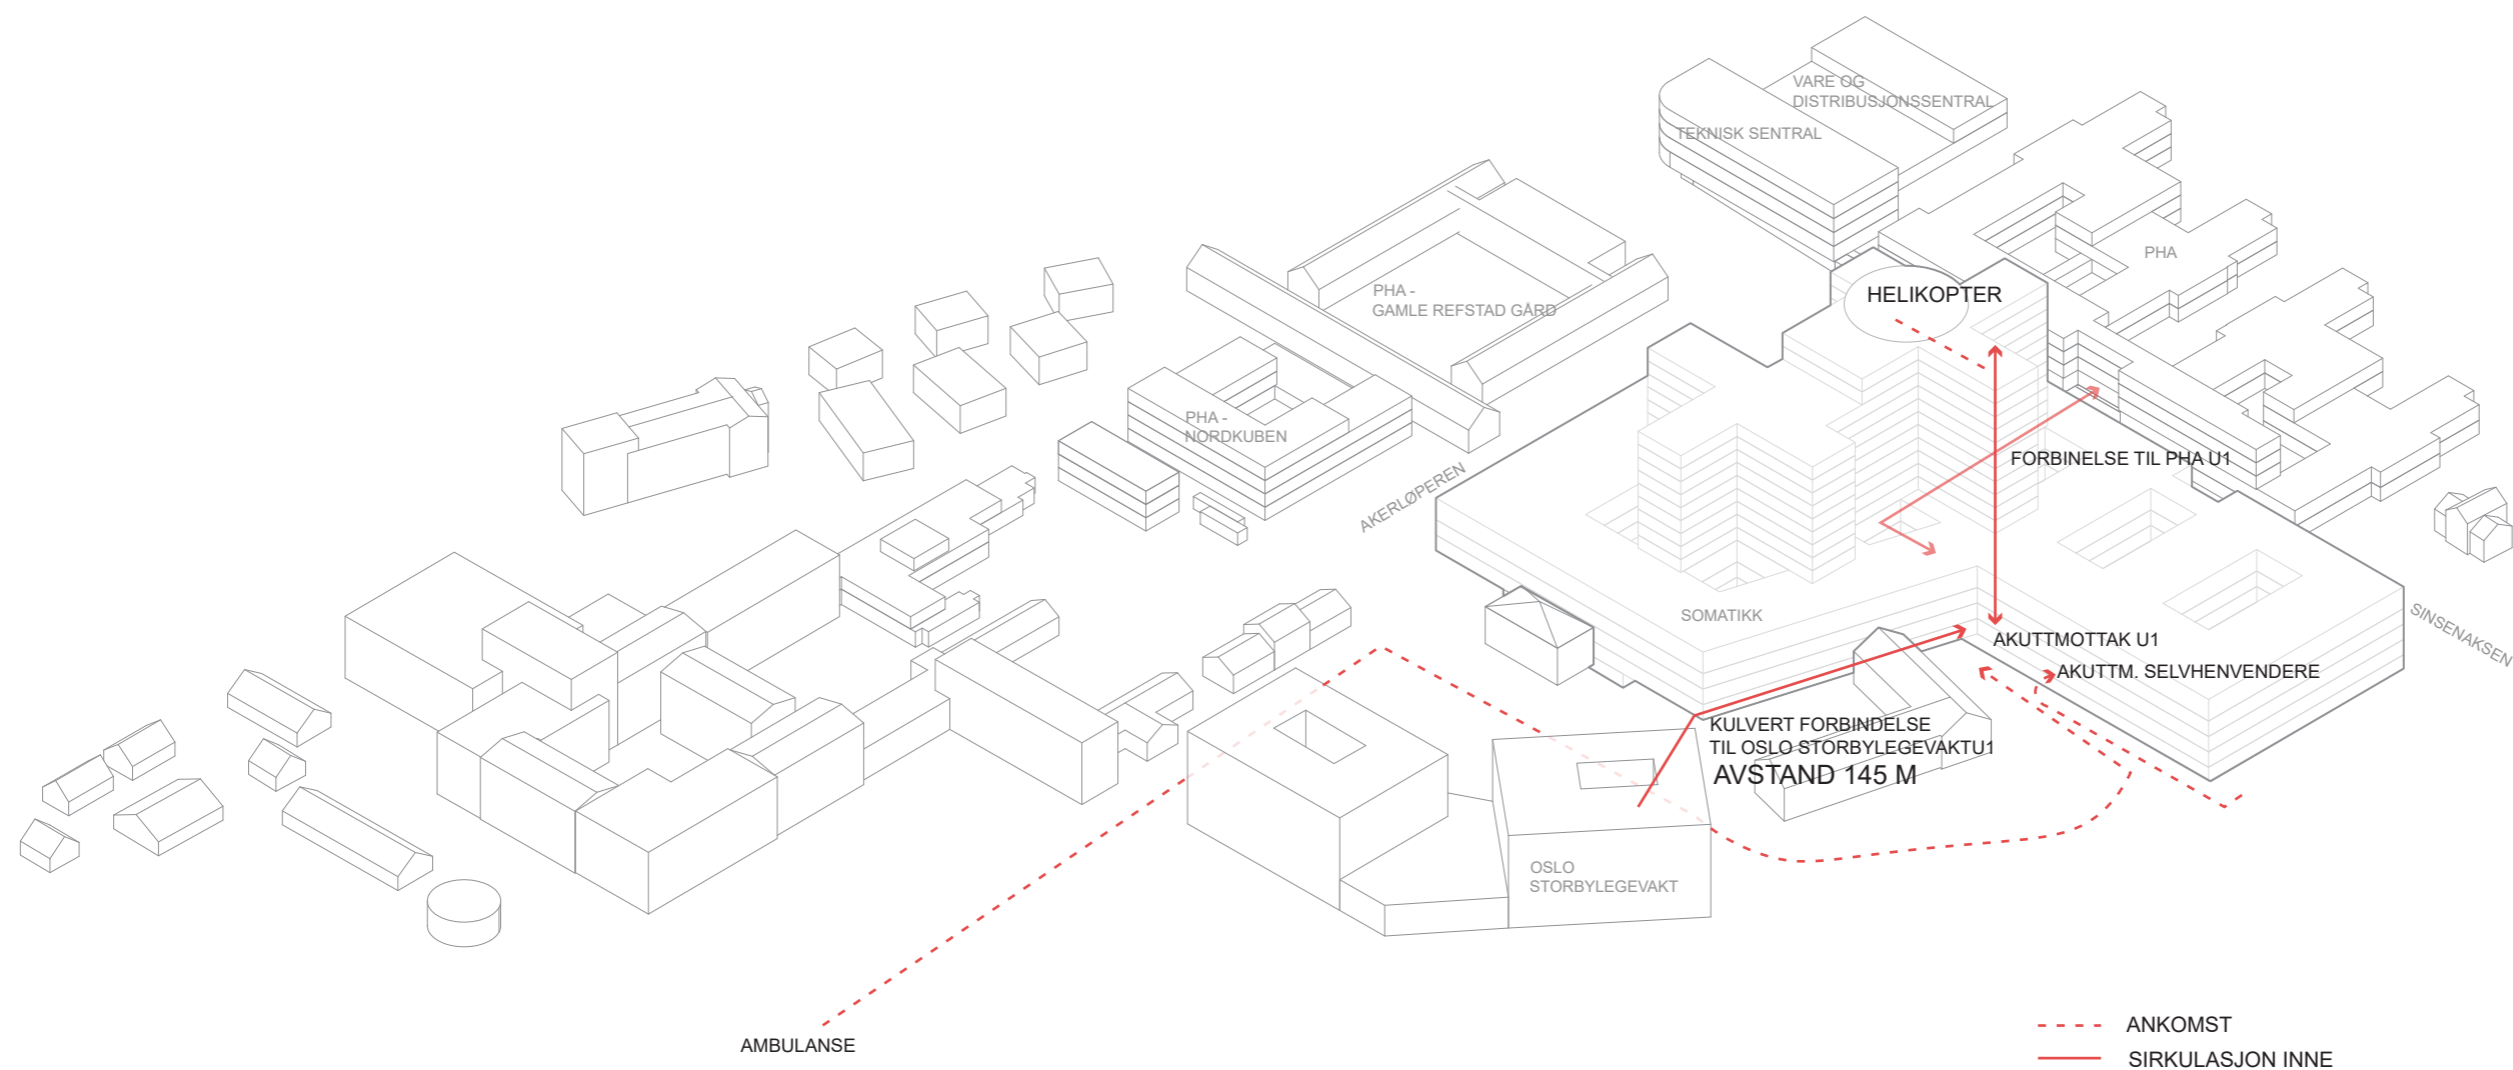 VARE OG
DISTRIBUSJONSSENTRAL
TEKNISK SENTRAL
PHA
HELIKOPTER
PHA -
GAMLE REFSTAD GÅRD
PHA -
NORDKUBEN
AKERLØPEREN
FORBINELSE TIL PHA U1
SOMATIKK
SINSENAKSEN
AKUTTMOTTAK U1
AKUTTM. SELVHENVENDERE
KULVERT FORBINDELSE
TIL OSLO STORBYLEGEVAKTU1
AVSTAND 145 M
OSLO
STORBYLEGEVAKT
AMBULANSE
ANKOMST
SIRKULASJON INNE